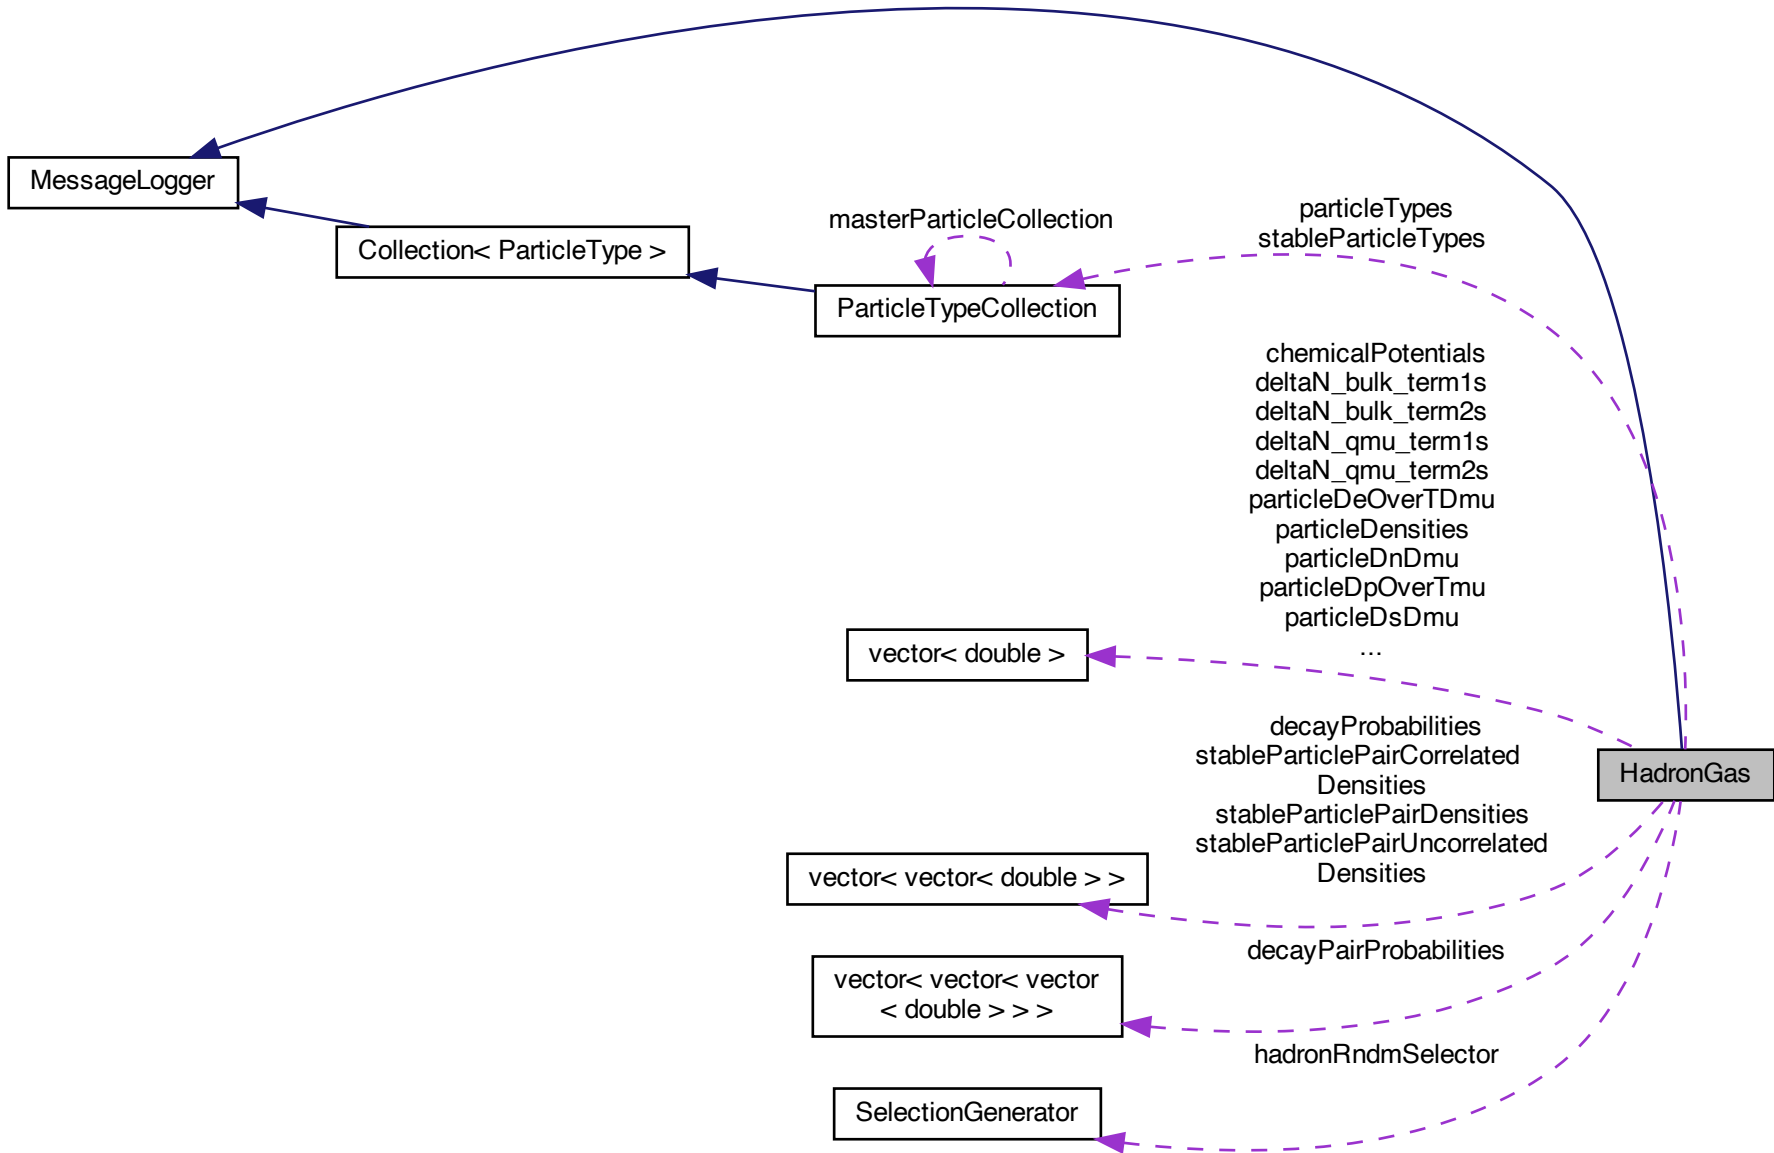 MessageLogger
Collection< ParticleType >
masterParticleCollection
ParticleTypeCollection
particleTypes
stableParticleTypes
chemicalPotentials
deltaN_bulk_term1s
deltaN_bulk_term2s
deltaN_qmu_term1s
deltaN_qmu_term2s
particleDeOverTDmu
particleDensities
particleDnDmu
particleDpOverTmu
particleDsDmu
...
vector< double >
decayProbabilities
stableParticlePairCorrelated
Densities
stableParticlePairDensities
stableParticlePairUncorrelated
Densities
HadronGas
vector< vector< double > >
decayPairProbabilities
vector< vector< vector
< double > > >
hadronRndmSelector
SelectionGenerator